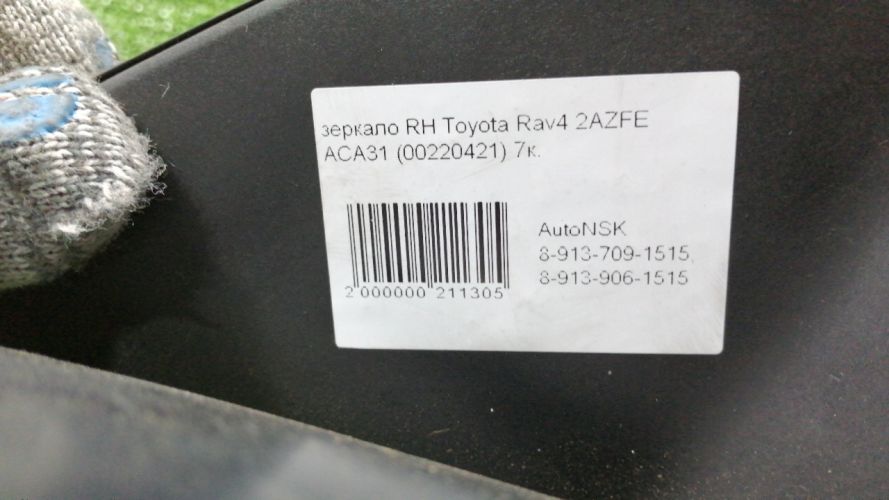 зеркало RH Toyota Rav4 2AZFE
ACA31 (00220421) 7к.
AutoNSK
8-913-709-1515,
8-913-906-1515
2 000000 211305